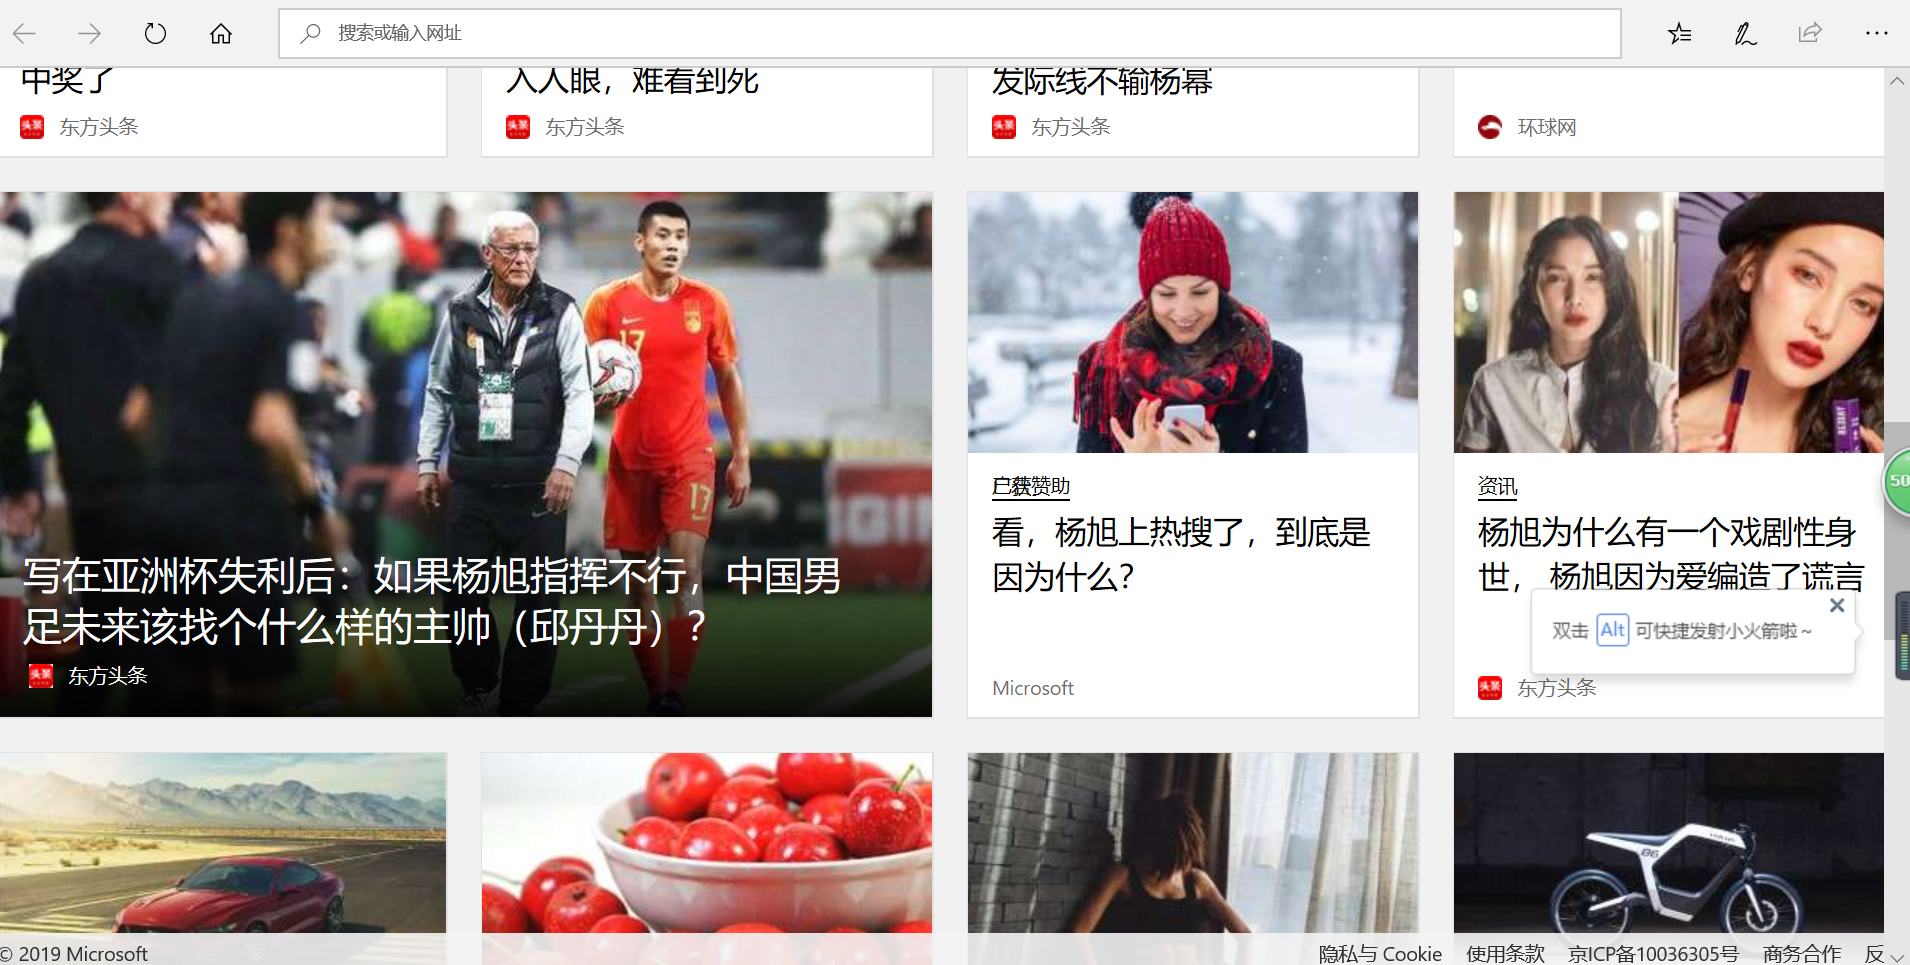 搜索或输入网址
中奖了
入人眼，难看到死
发际线不输杨幂
东方头条
东方头条
东方头条
环球网
17
17
写在亚洲杯失利后：如果杨旭指挥不行，中国男
足未来该找个什么样的主帅（邱丹丹）？
东方头条
已获赞助
看，杨旭上热搜了，到底是
因为什么？
Microsoft
资讯
杨旭为什么有一个戏剧性身
世，杨旭因为爱编造了谎言
东方头条
双击 Alt 可快捷发射小火箭啦~
50
© 2019 Microsoft
隐私与 Cookie
使用条款
京ICP备10036305号
商务合作
反